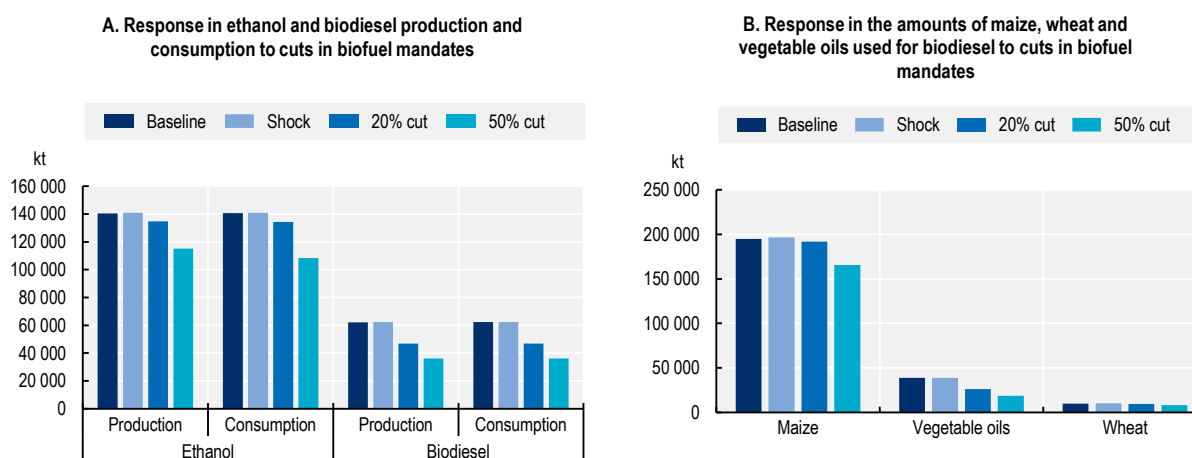 A. Response in ethanol and biodiesel production and
consumption to cuts in biofuel mandates
Baseline Shock 20% cut 50% cut
kt
160 000
140 000
120 000
100 000
80 000
60 000
40 000
20 000
0
Production Consumption Production Consumption
Ethanol Biodiesel
B. Response in the amounts of maize, wheat and
vegetable oils used for biodiesel to cuts in biofuel
mandates
Baseline Shock 20% cut 50% cut
kt
250 000
200 000
150 000
100 000
50 000
0
Maize Vegetable oils Wheat